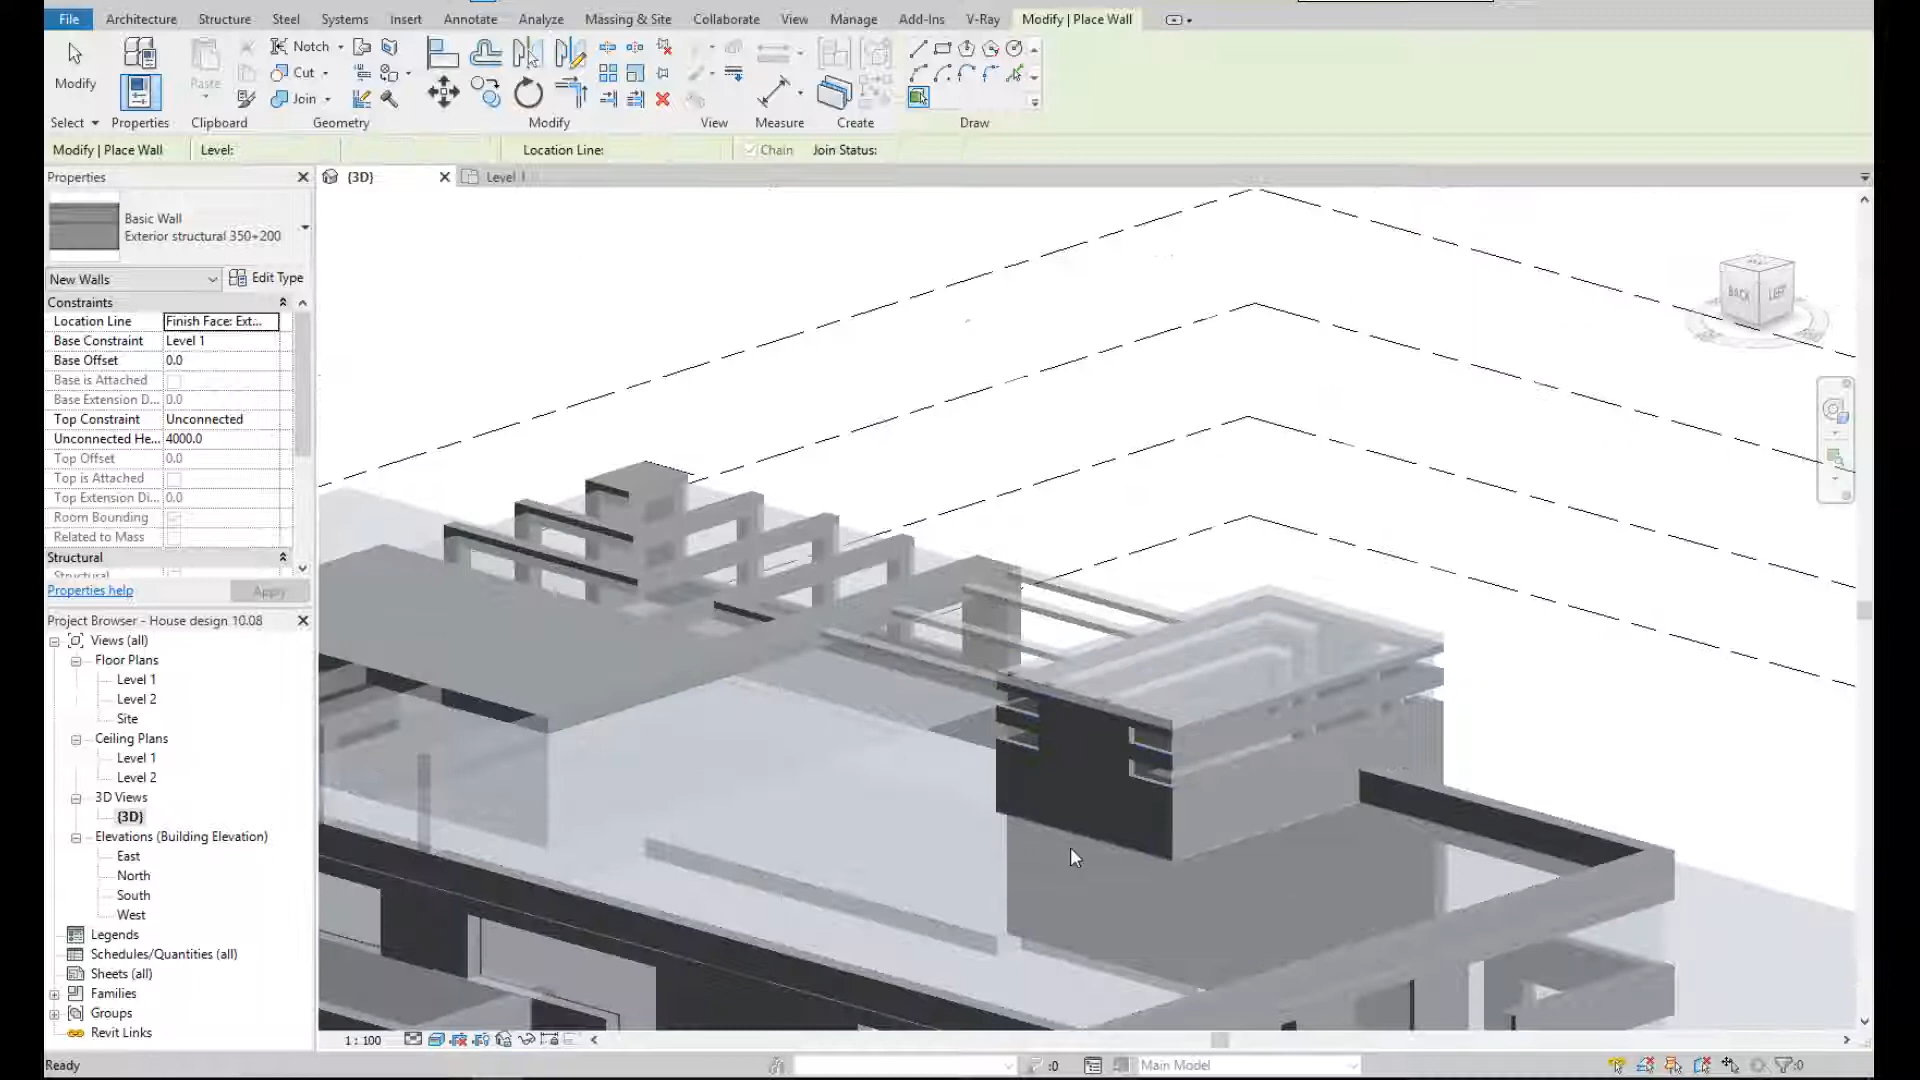 File Architecture Structure Steel Systems Insert Annotate Analyze Massing & Site Collaborate View Manage Add-Ins V-Ray Modify | Place Wall
Modify
Notch
Cut
Join
Paste
Select Properties Clipboard Geometry Modify View Measure Create Draw
Modify | Place Wall Level: Location Line: Chain Join Status:
Properties
{3D} Level 1
Basic Wall
Exterior structural 350+200
New Walls Edit Type
Constraints
Location Line Finish Face: Ext...
Base Constraint Level 1
Base Offset 0.0
Base is Attached
Base Extension D... 0.0
Top Constraint Unconnected
Unconnected He... 4000.0
Top Offset 0.0
Top is Attached
Top Extension Di... 0.0
Room Bounding
Related to Mass
Structural
Structural
Properties help Apply
Project Browser - House design 10.08
Views (all)
Floor Plans
Level 1
Level 2
Site
Ceiling Plans
Level 1
Level 2
3D Views
{3D}
Elevations (Building Elevation)
East
North
South
West
Legends
Schedules/Quantities (all)
Sheets (all)
Families
Groups
Revit Links
BACK LEFT
1 : 100
Ready :0 Main Model :0